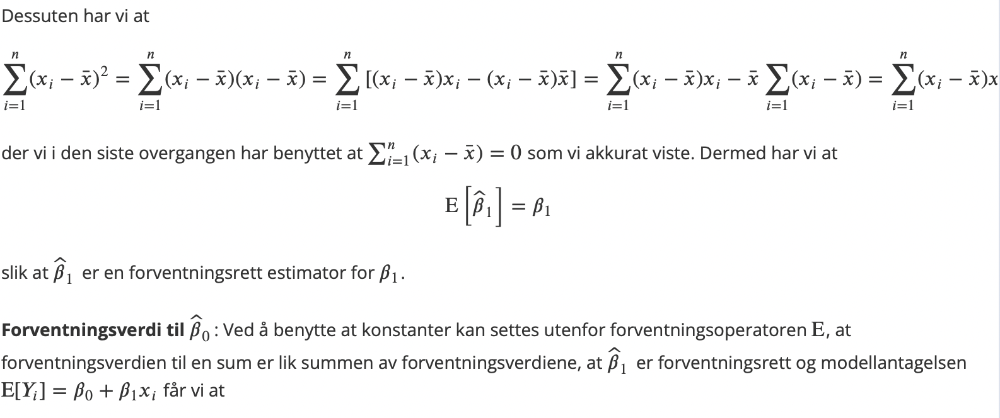 Dessuten har vi at
$\sum_{i=1}^{n}(x_i - \bar{x})^2 = \sum_{i=1}^{n}(x_i - \bar{x})(x_i - \bar{x}) = \sum_{i=1}^{n}[(x_i - \bar{x})x_i - (x_i - \bar{x})\bar{x}] = \sum_{i=1}^{n}(x_i - \bar{x})x_i - \bar{x}\sum_{i=1}(x_i - \bar{x}) = \sum_{i=1}^{n}(x_i - \bar{x})x$
der vi i den siste overgangen har benyttet at $\sum_{i=1}^{n}(x_i - \bar{x}) = 0$ som vi akkurat viste. Dermed har vi at
$\mathrm{E}\left[\widehat{\beta}_1\right] = \beta_1$
slik at $\widehat{\beta}_1$ er en forventningsrett estimator for $\beta_1$.
Forventningsverdi til $\widehat{\beta}_0$: Ved å benytte at konstanter kan settes utenfor forventningsoperatoren E, at
forventningsverdien til en sum er lik summen av forventningsverdiene, at $\widehat{\beta}_1$ er forventningsrett og modellantagelsen
$\mathrm{E}[Y_i] = \beta_0 + \beta_1 x_i$ får vi at